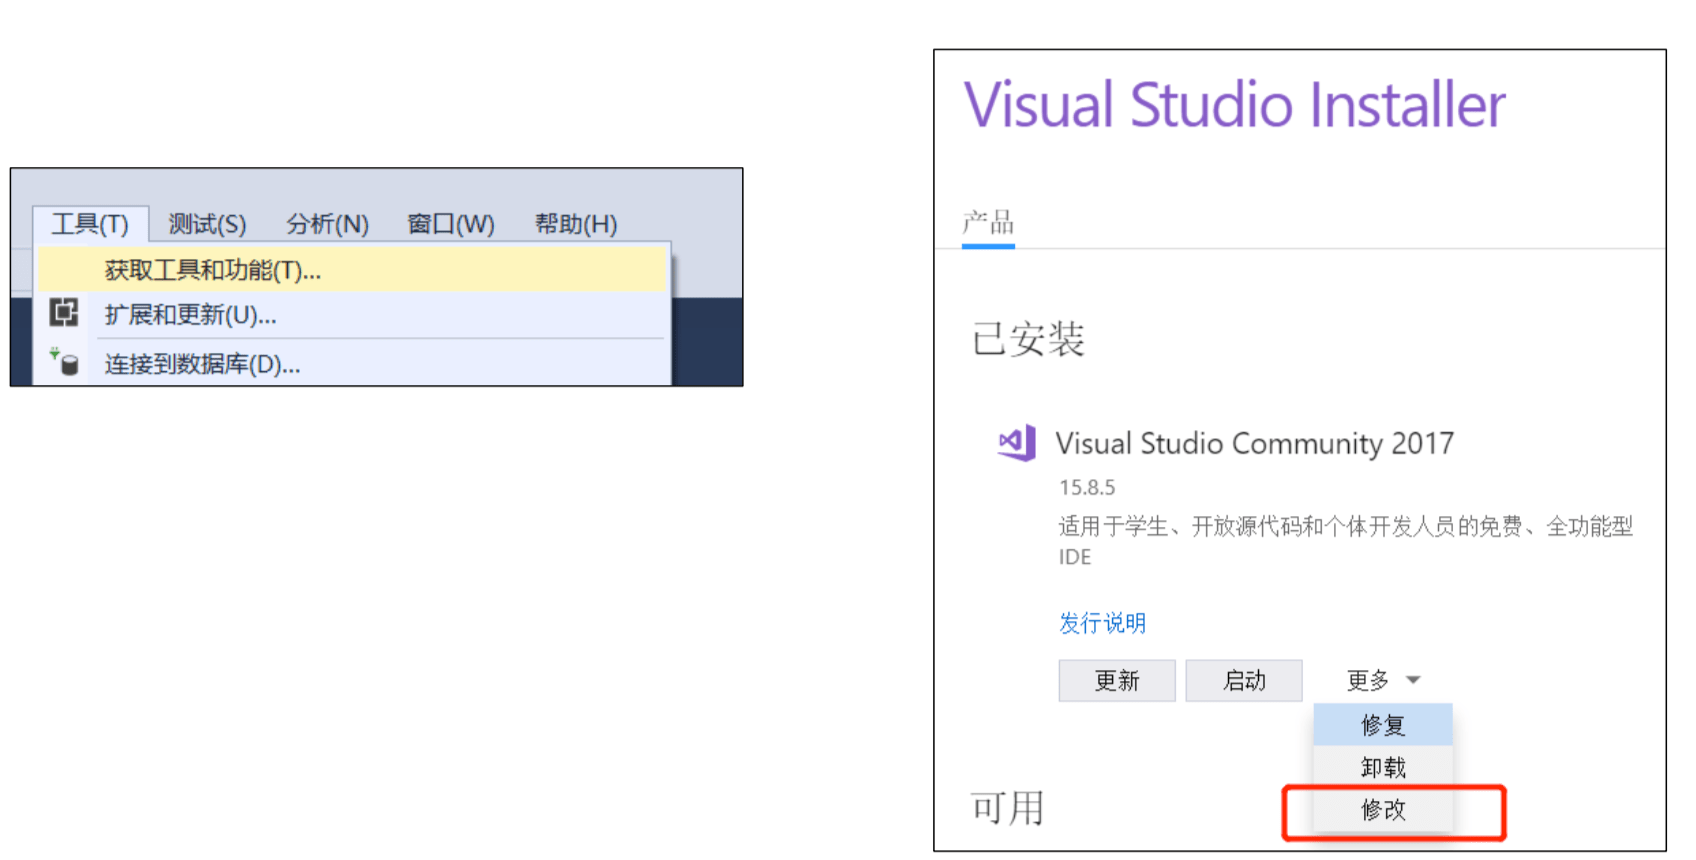 工具(T) 测试(S) 分析(N) 窗口(W) 帮助(H)
获取工具和功能(T)...
扩展和更新(U)...
连接到数据库(D)...
Visual Studio Installer
产品
已安装
Visual Studio Community 2017
15.8.5
适用于学生、开放源代码和个体开发人员的免费、全功能型
IDE
发行说明
更新 启动 更多
修复
卸载
修改
可用